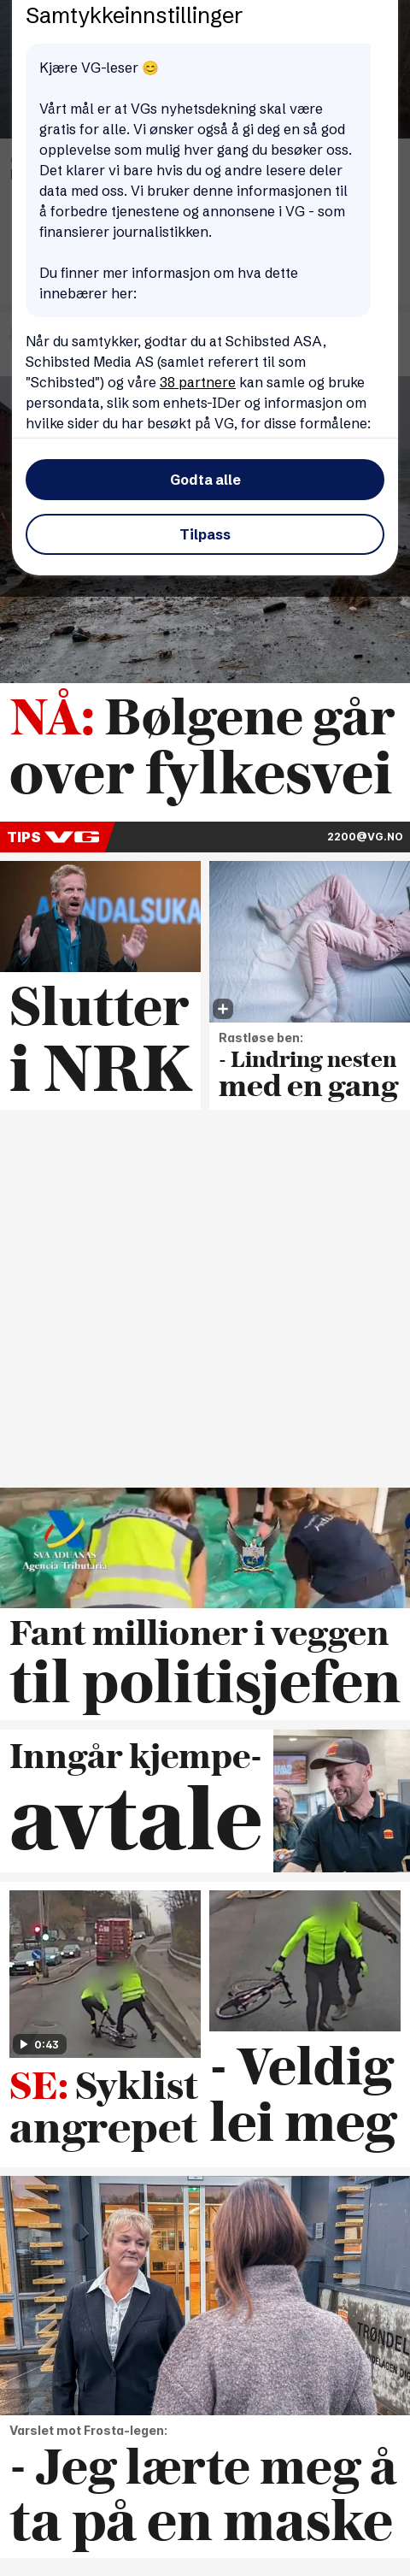 Samtykkeinnstillinger
Kjære VG-leser 😊
Vårt mål er at VGs nyhetsdekning skal være
gratis for alle. Vi ønsker også å gi deg en så god
opplevelse som mulig hver gang du besøker oss.
Det klarer vi bare hvis du og andre lesere deler
data med oss. Vi bruker denne informasjonen til
å forbedre tjenestene og annonsene i VG - som
finansierer journalistikken.
Du finner mer informasjon om hva dette
innebærer her:
Når du samtykker, godtar du at Schibsted ASA,
Schibsted Media AS (samlet referert til som
"Schibsted") og våre 38 partnere kan samle og bruke
persondata, slik som enhets-IDer og informasjon om
hvilke sider du har besøkt på VG, for disse formålene:
Godta alle
Tilpass
NÅ: Bølgene går
over fylkesvei
TIPS VG
2200@VG.NO
Slutter
i NRK
Rastløse ben:
- Lindring nesten
med en gang
SVA ADUANAS
Agencia Tributaria
Fant millioner i veggen
til politisjefen
Inngår kjempe-
avtale
0:43
SE: Syklist
angrepet
- Veldig
lei meg
TRØNDEL
Varslet mot Frosta-legen:
- Jeg lærte meg å
ta på en maske